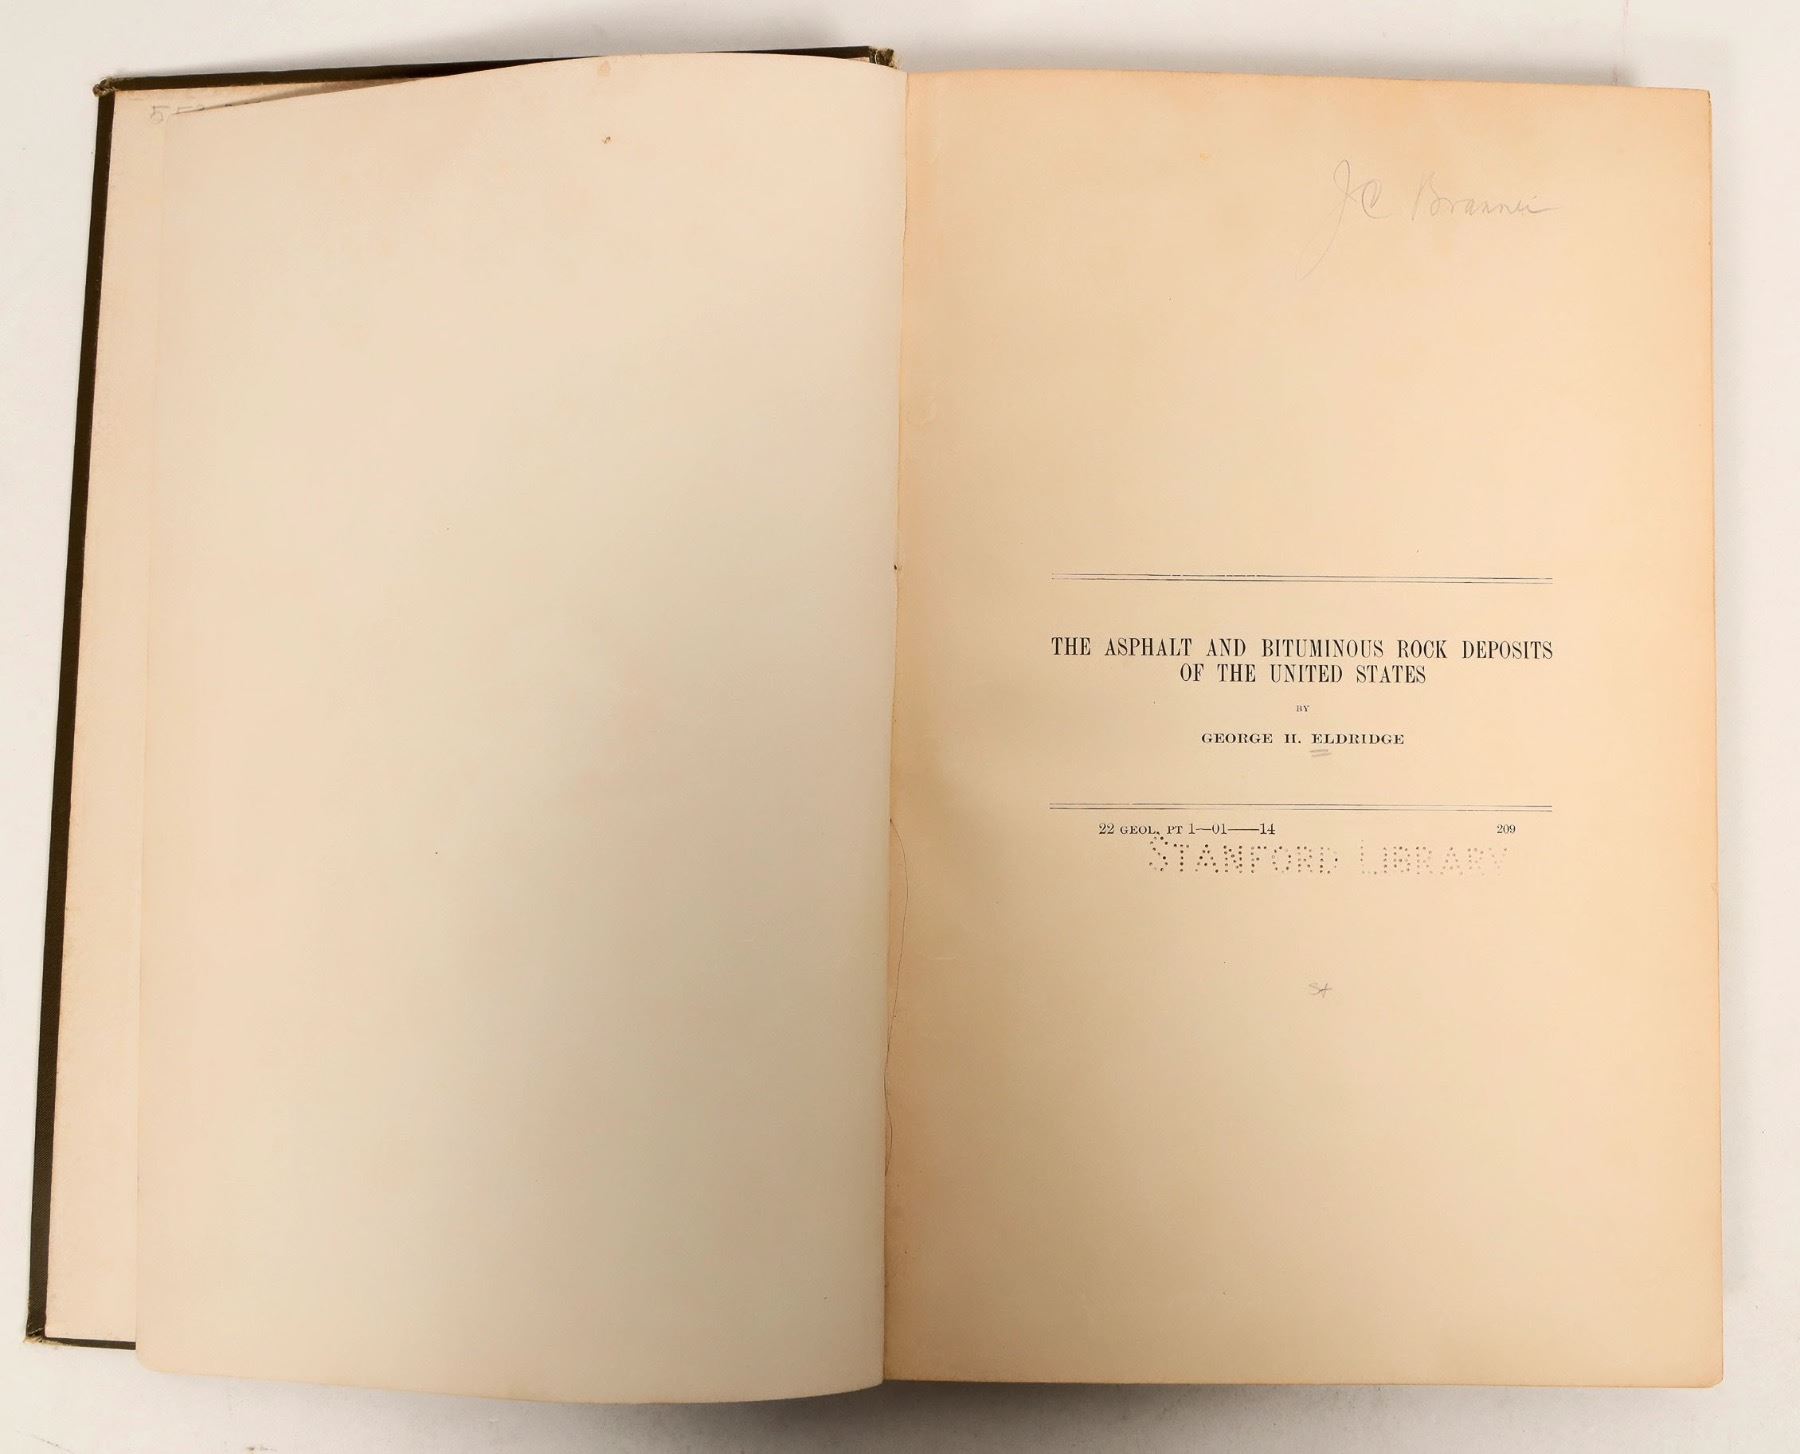 J C Branner
THE ASPHALT AND BITUMINOUS ROCK DEPOSITS
OF THE UNITED STATES
BY
GEORGE H. ELDRIDGE
22 GEOL, PT 1—01——14 209
STANFORD LIBRARY
St